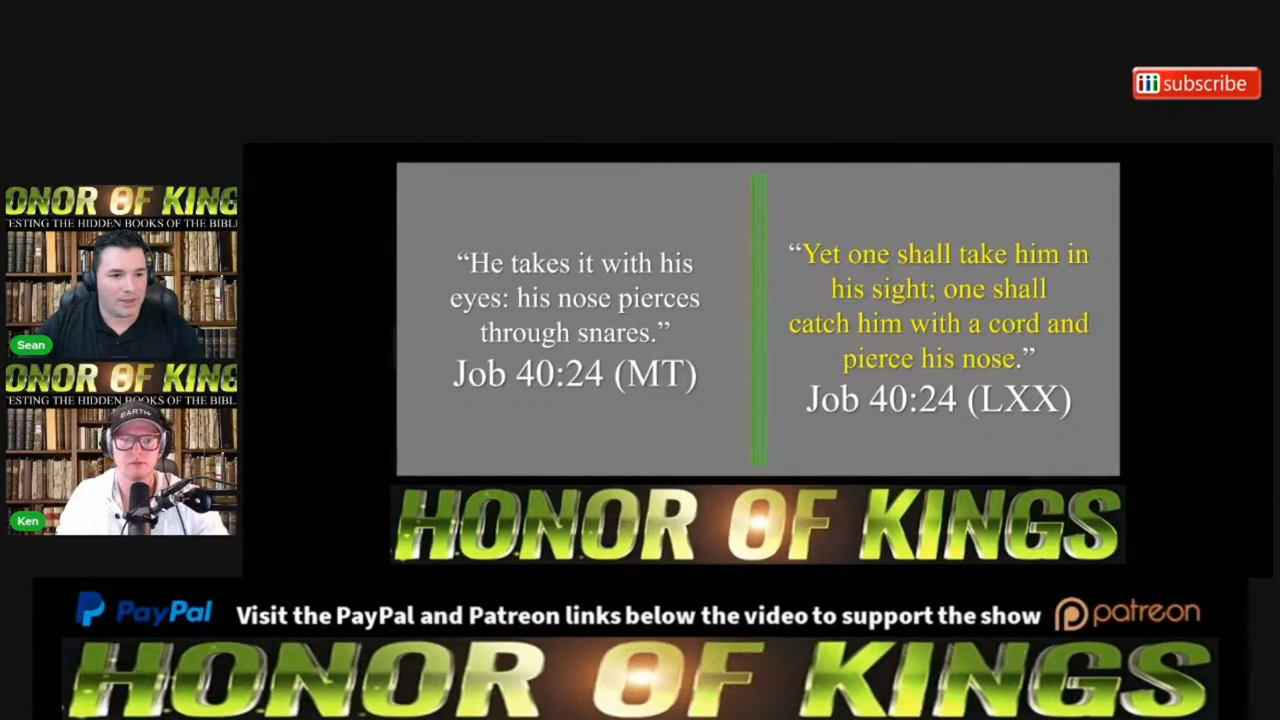 subscribe
ONOR OF KING
ESTING THE HIDDEN BOOKS OF THE BIBL
Sean
ONOR OF KING
ESTING THE HIDDEN BOOKS OF THE BIBL
EARTH
Ken
“He takes it with his
eyes: his nose pierces
through snares.”
Job 40:24 (MT)
“Yet one shall take him in
his sight; one shall
catch him with a cord and
pierce his nose.”
Job 40:24 (LXX)
HONOR OF KINGS
PayPal
Visit the PayPal and Patreon links below the video to support the show
patreon
HONOR OF KINGS